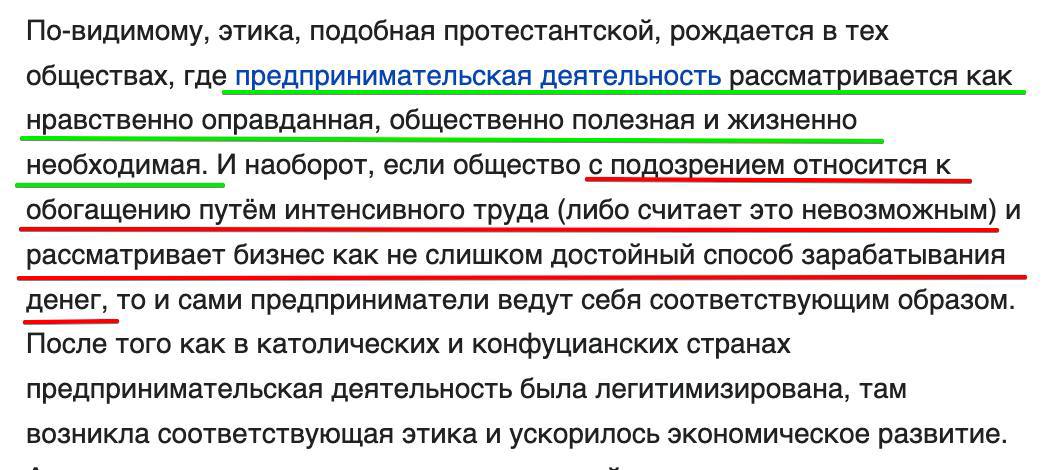 По-видимому, этика, подобная протестантской, рождается в тех
обществах, где предпринимательская деятельность рассматривается как
нравственно оправданная, общественно полезная и жизненно
необходимая. И наоборот, если общество с подозрением относится к
обогащению путём интенсивного труда (либо считает это невозможным) и
рассматривает бизнес как не слишком достойный способ зарабатывания
денег, то и сами предприниматели ведут себя соответствующим образом.
После того как в католических и конфуцианских странах
предпринимательская деятельность была легитимизирована, там
возникла соответствующая этика и ускорилось экономическое развитие.